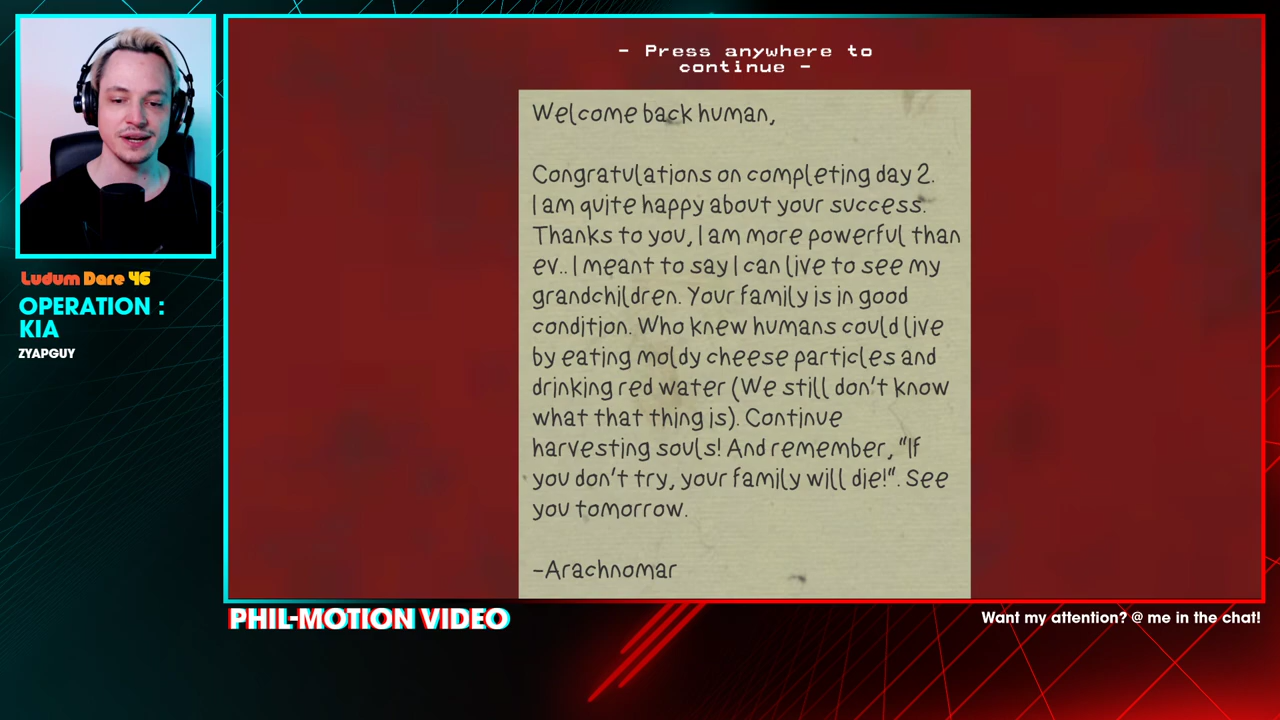 - Press anywhere to
continue -
Welcome back human,
Congratulations on completing day 2.
I am quite happy about your success.
Thanks to you, I am more powerful than
ev.. I meant to say I can live to see my
grandchildren. Your family is in good
condition. Who knew humans could live
by eating moldy cheese particles and
drinking red water (We still don't know
what that thing is). Continue
harvesting souls! And remember, "If
you don't try, your family will die!". See
you tomorrow.
-Arachnomar
Ludum Dare 46
OPERATION :
KIA
ZYAPGUY
PHIL-MOTION VIDEO
Want my attention? @ me in the chat!